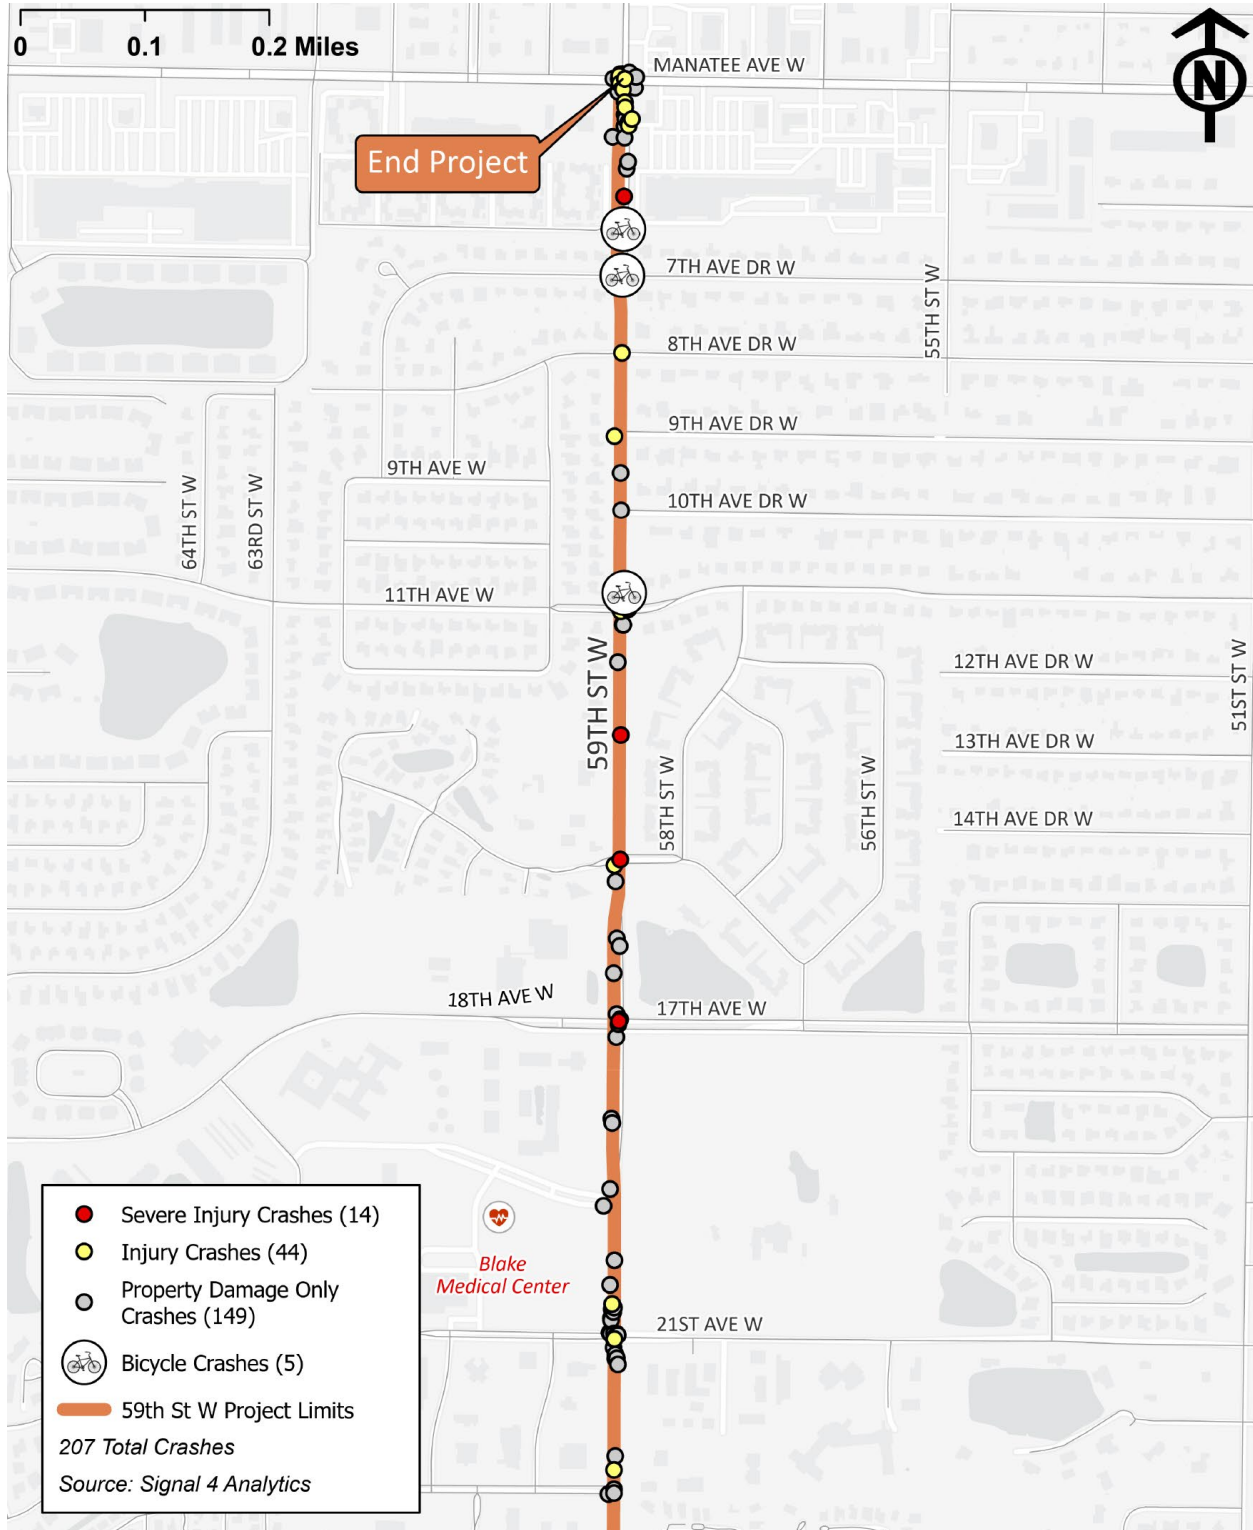 0 0.1 0.2 Miles
N
MANATEE AVE W
End Project
7TH AVE DR W
55TH ST W
8TH AVE DR W
9TH AVE DR W
9TH AVE W
64TH ST W
63RD ST W
10TH AVE DR W
11TH AVE W
59TH ST W
12TH AVE DR W
51ST ST W
13TH AVE DR W
58TH ST W
56TH ST W
14TH AVE DR W
18TH AVE W
17TH AVE W
Blake
Medical Center
21ST AVE W
Severe Injury Crashes (14)
Injury Crashes (44)
Property Damage Only
Crashes (149)
Bicycle Crashes (5)
59th St W Project Limits
207 Total Crashes
Source: Signal 4 Analytics